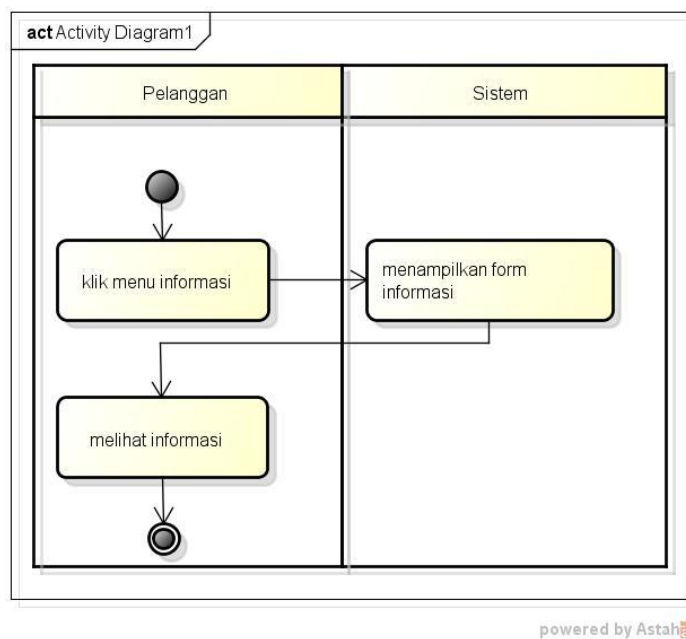 act Activity Diagram1
Pelanggan
Sistem
klik menu informasi
menampilkan form
informasi
melihat informasi
powered by Astah